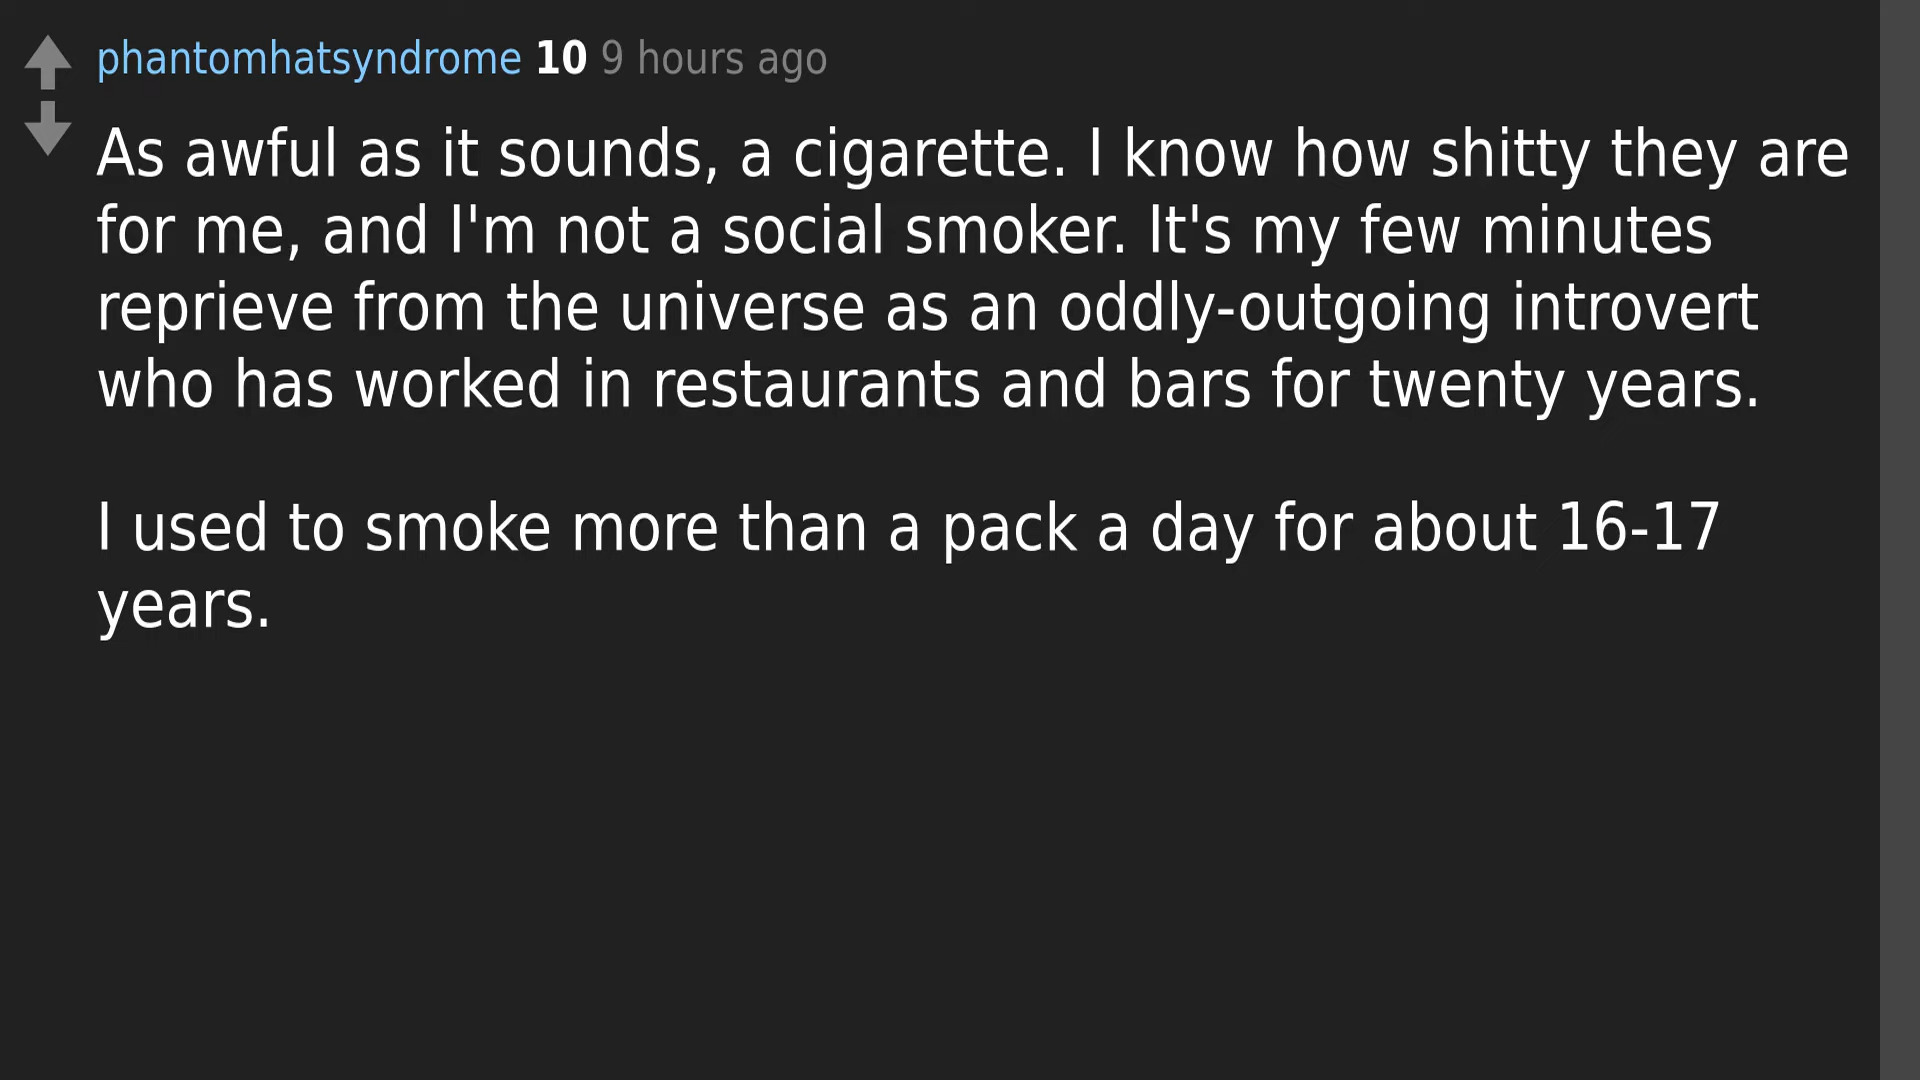 phantomhatsyndrome 10 9 hours ago
As awful as it sounds, a cigarette. I know how shitty they are
for me, and I'm not a social smoker. It's my few minutes
reprieve from the universe as an oddly-outgoing introvert
who has worked in restaurants and bars for twenty years.
I used to smoke more than a pack a day for about 16-17
years.